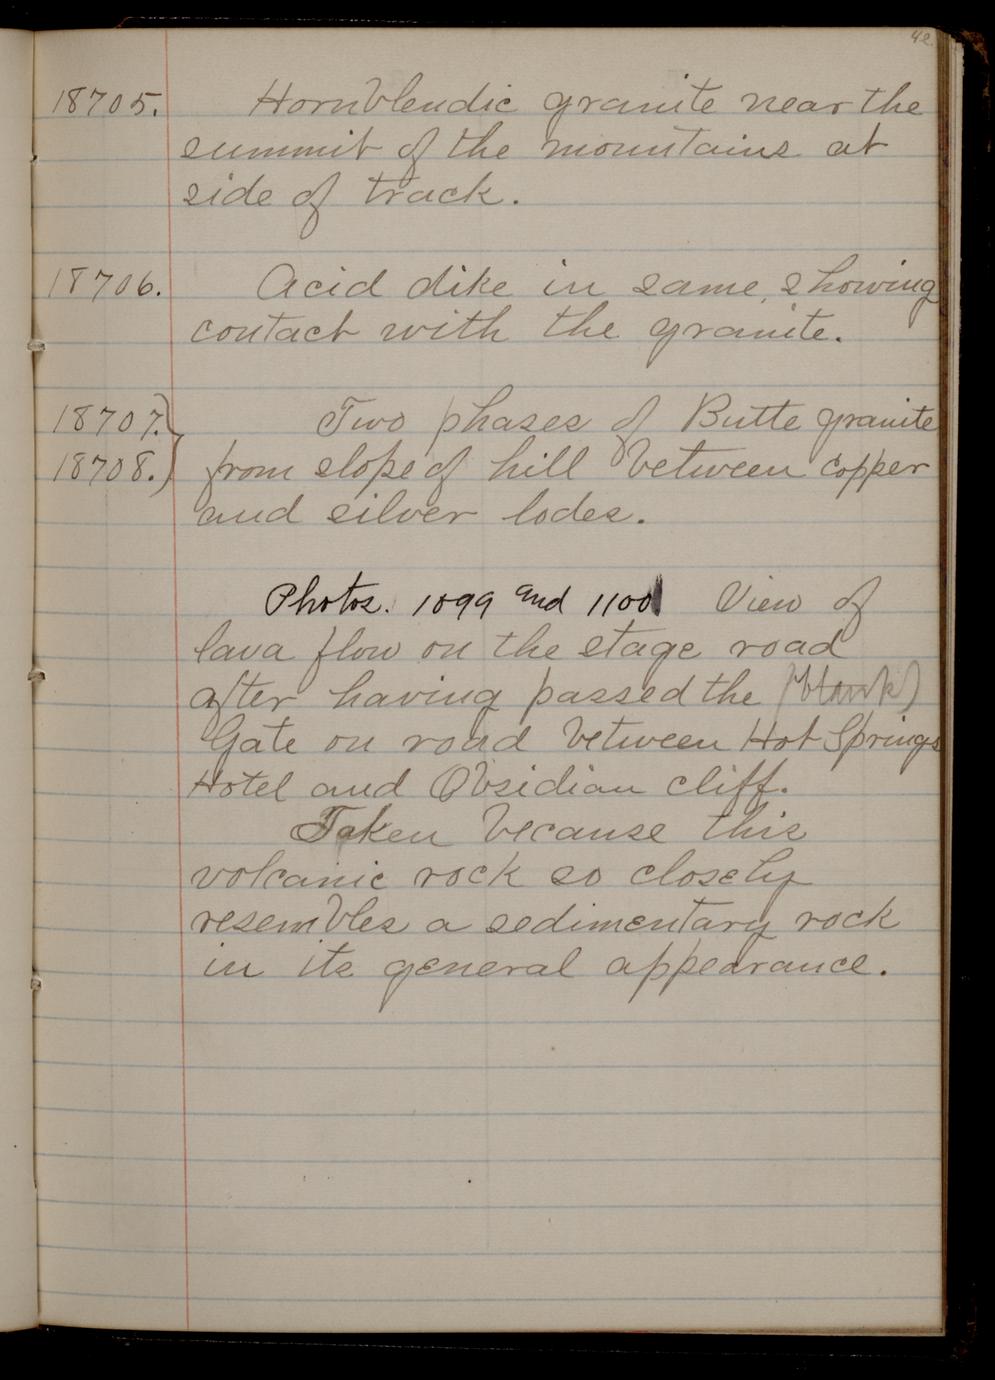 42.
18705. Hornblendic granite near the
summit of the mountains at
side of track.
18706. Acid dike in same, showing
contact with the granite.
18707. Two phases of Butte granite
18708. from slope of hill between copper
and silver lodes.
Photos. 1099 and 1100 View of
lava flow on the stage road
after having passed the (blank)
Gate on road between Hot Springs
Hotel and Obsidian cliff.
Taken because this
volcanic rock so closely
resembles a sedimentary rock
in its general appearance.